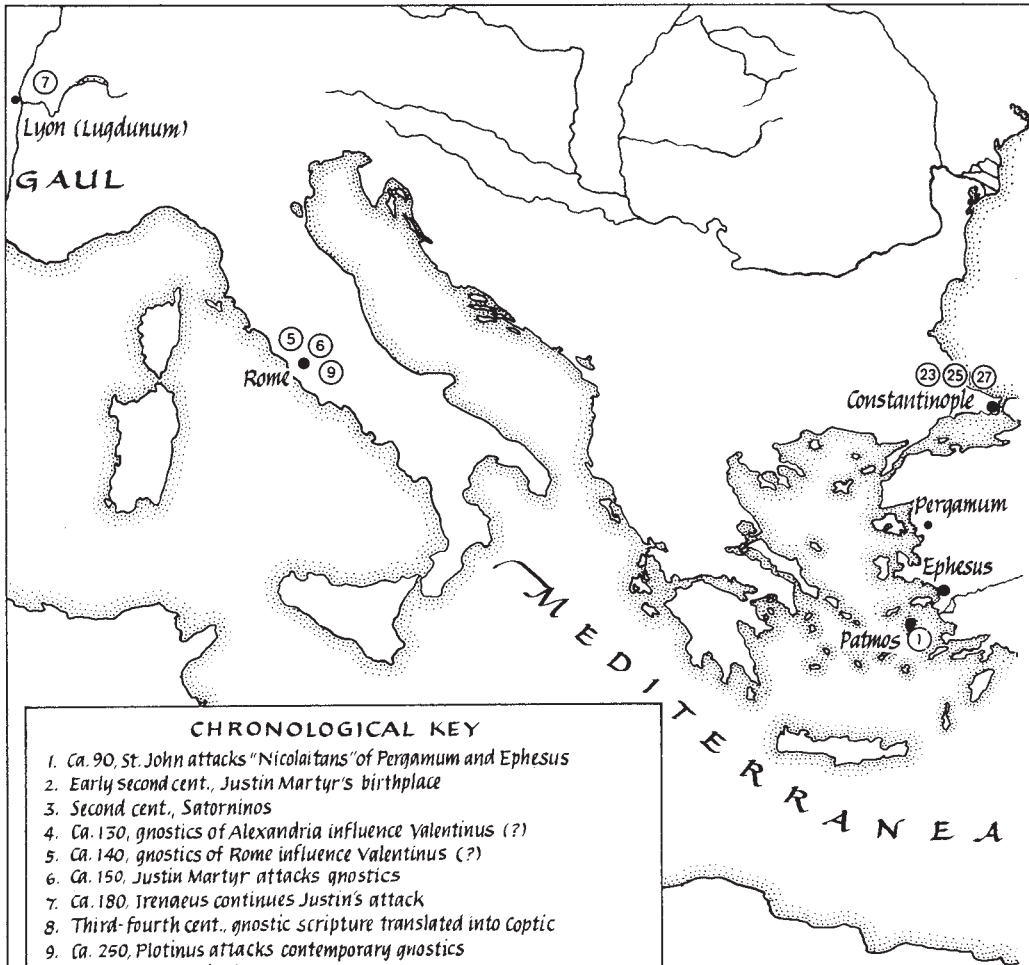 7
Lyon (Lugdunum)
GAUL
5
6
Rome
9
23 25 27
Constantinople
Pergamum
Ephesus
Patmos 1
MEDITERRANEA
CHRONOLOGICAL KEY
1. Ca. 90, St. John attacks "Nicolaitans" of Pergamum and Ephesus
2. Early second cent., Justin Martyr's birthplace
3. Second cent., Satorninos
4. Ca. 130, gnostics of Alexandria influence Valentinus (?)
5. Ca. 140, gnostics of Rome influence Valentinus (?)
6. Ca. 150, Justin Martyr attacks gnostics
7. Ca. 180, Irenaeus continues Justin's attack
8. Third-fourth cent., gnostic scripture translated into Coptic
9. Ca. 250, Plotinus attacks contemporary gnostics